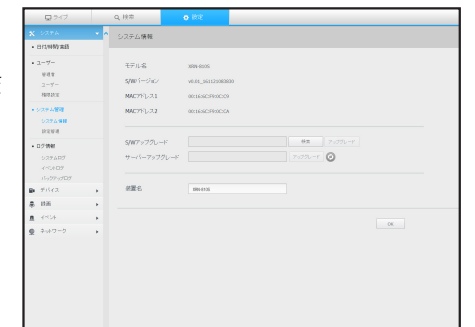 ライブ
検索
設定
システム
システム情報
日付/時間/言語
ユーザー
管理者
ユーザー
権限設定
システム管理
システム情報
設定管理
ログ情報
システムログ
イベントログ
バックアップログ
デバイス
録画
イベント
ネットワーク
モデル名 XRN-810S
S/Wバージョン
MACアドレス1
MACアドレス2
S/Wアップグレード 検索 アップグレード
サーバーアップグレード アップグレード
装置名 XRN-810S
OK